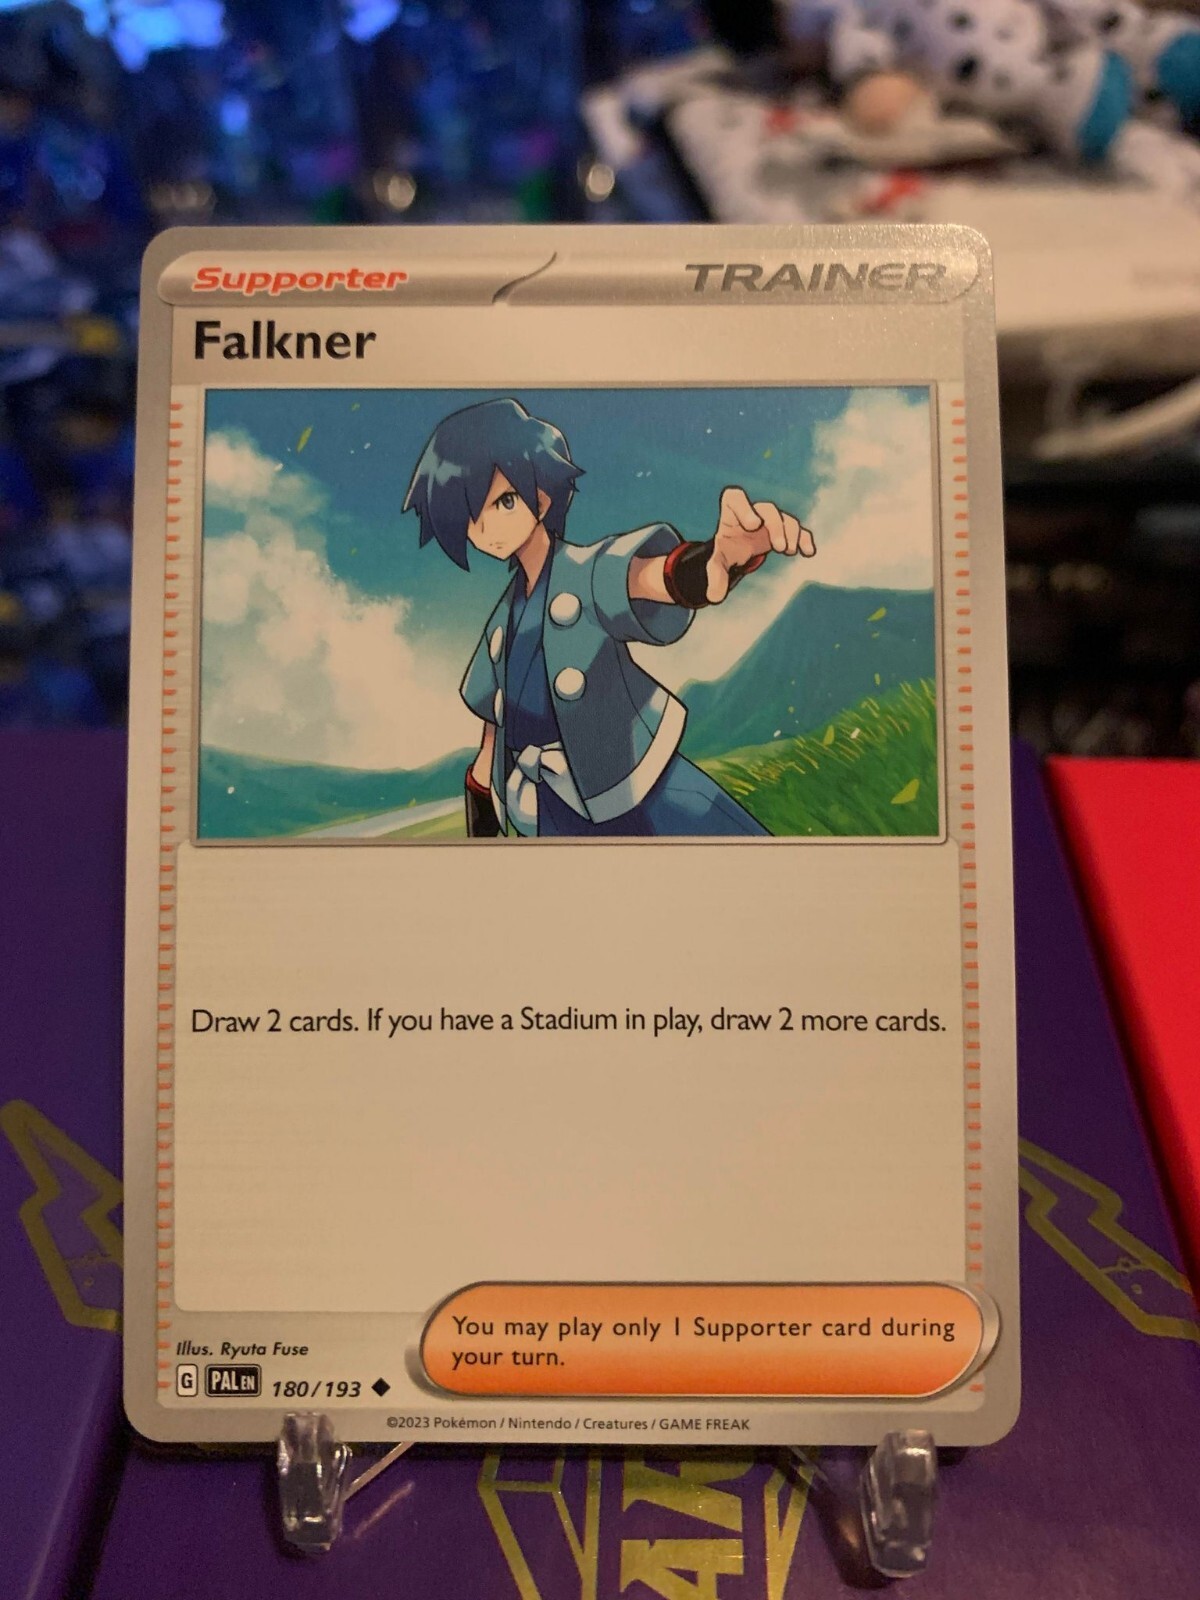 Supporter TRAINER
Falkner
Draw 2 cards. If you have a Stadium in play, draw 2 more cards.
You may play only 1 Supporter card during
your turn.
Illus. Ryuta Fuse
G PAL EN 180/193
©2023 Pokémon / Nintendo / Creatures / GAME FREAK